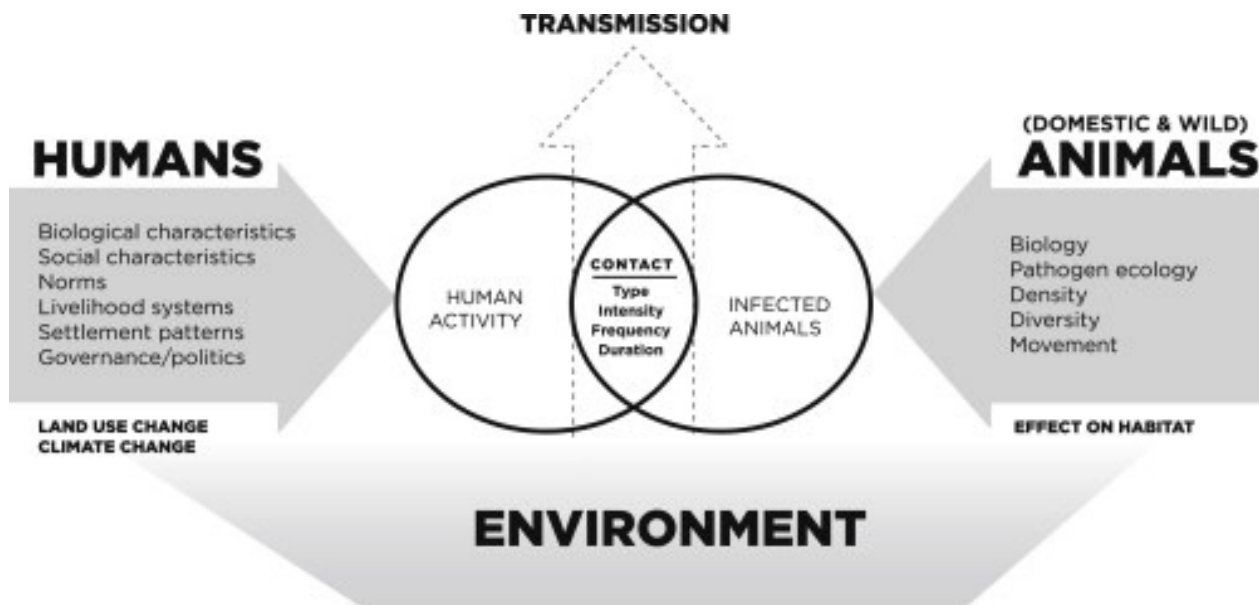 TRANSMISSION
HUMANS
Biological characteristics
Social characteristics
Norms
Livelihood systems
Settlement patterns
Governance/politics
LAND USE CHANGE
CLIMATE CHANGE
HUMAN
ACTIVITY
CONTACT
Type
Intensity
Frequency
Duration
INFECTED
ANIMALS
(DOMESTIC & WILD)
ANIMALS
Biology
Pathogen ecology
Density
Diversity
Movement
EFFECT ON HABITAT
ENVIRONMENT